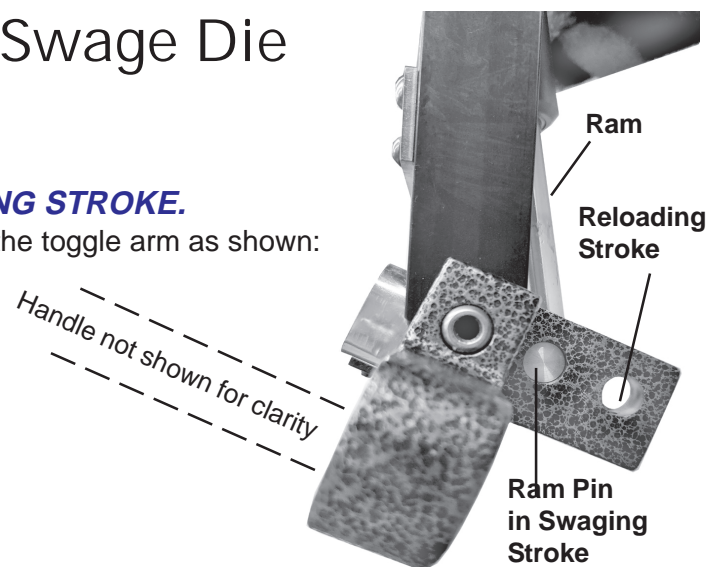 Swage Die
NG STROKE.
he toggle arm as shown:
Handle not shown for clarity
Ram
Reloading
Stroke
Ram Pin
in Swaging
Stroke